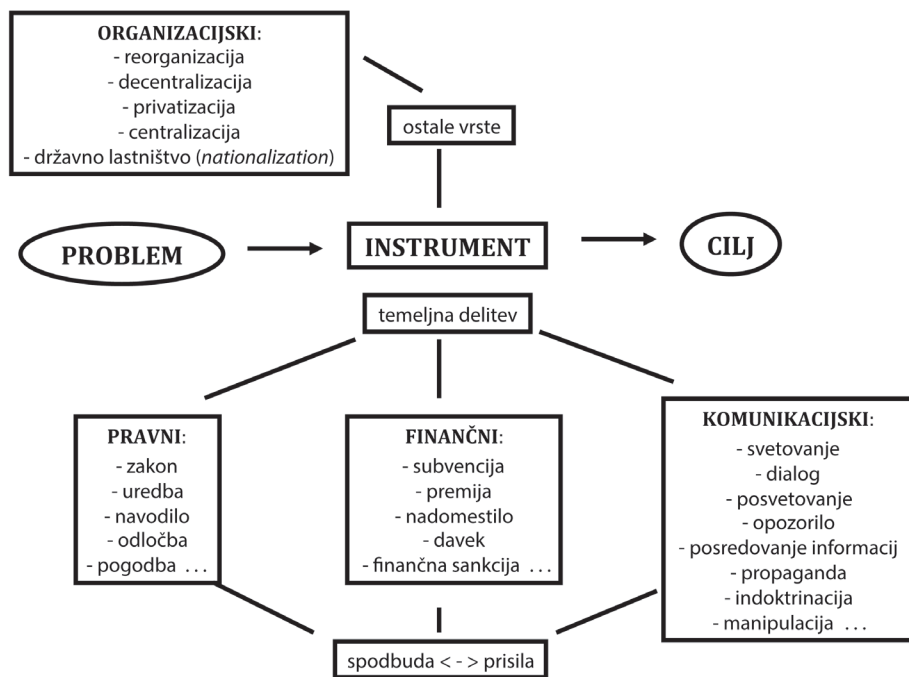 ORGANIZACIJSKI:
- reorganizacija
- decentralizacija
- privatizacija
- centralizacija
- državno lastništvo (nationalization)
ostale vrste
PROBLEM
INSTRUMENT
CILJ
temeljna delitev
PRAVNI:
- zakon
- uredba
- navodilo
- odločba
- pogodba ...
FINANČNI:
- subvencija
- premija
- nadomestilo
- davek
- finančna sankcija ...
KOMUNIKACIJSKI:
- svetovanje
- dialog
- posvetovanje
- opozorilo
- posredovanje informacij
- propaganda
- indoktrinacija
- manipulacija ...
spodbuda < - > prisila